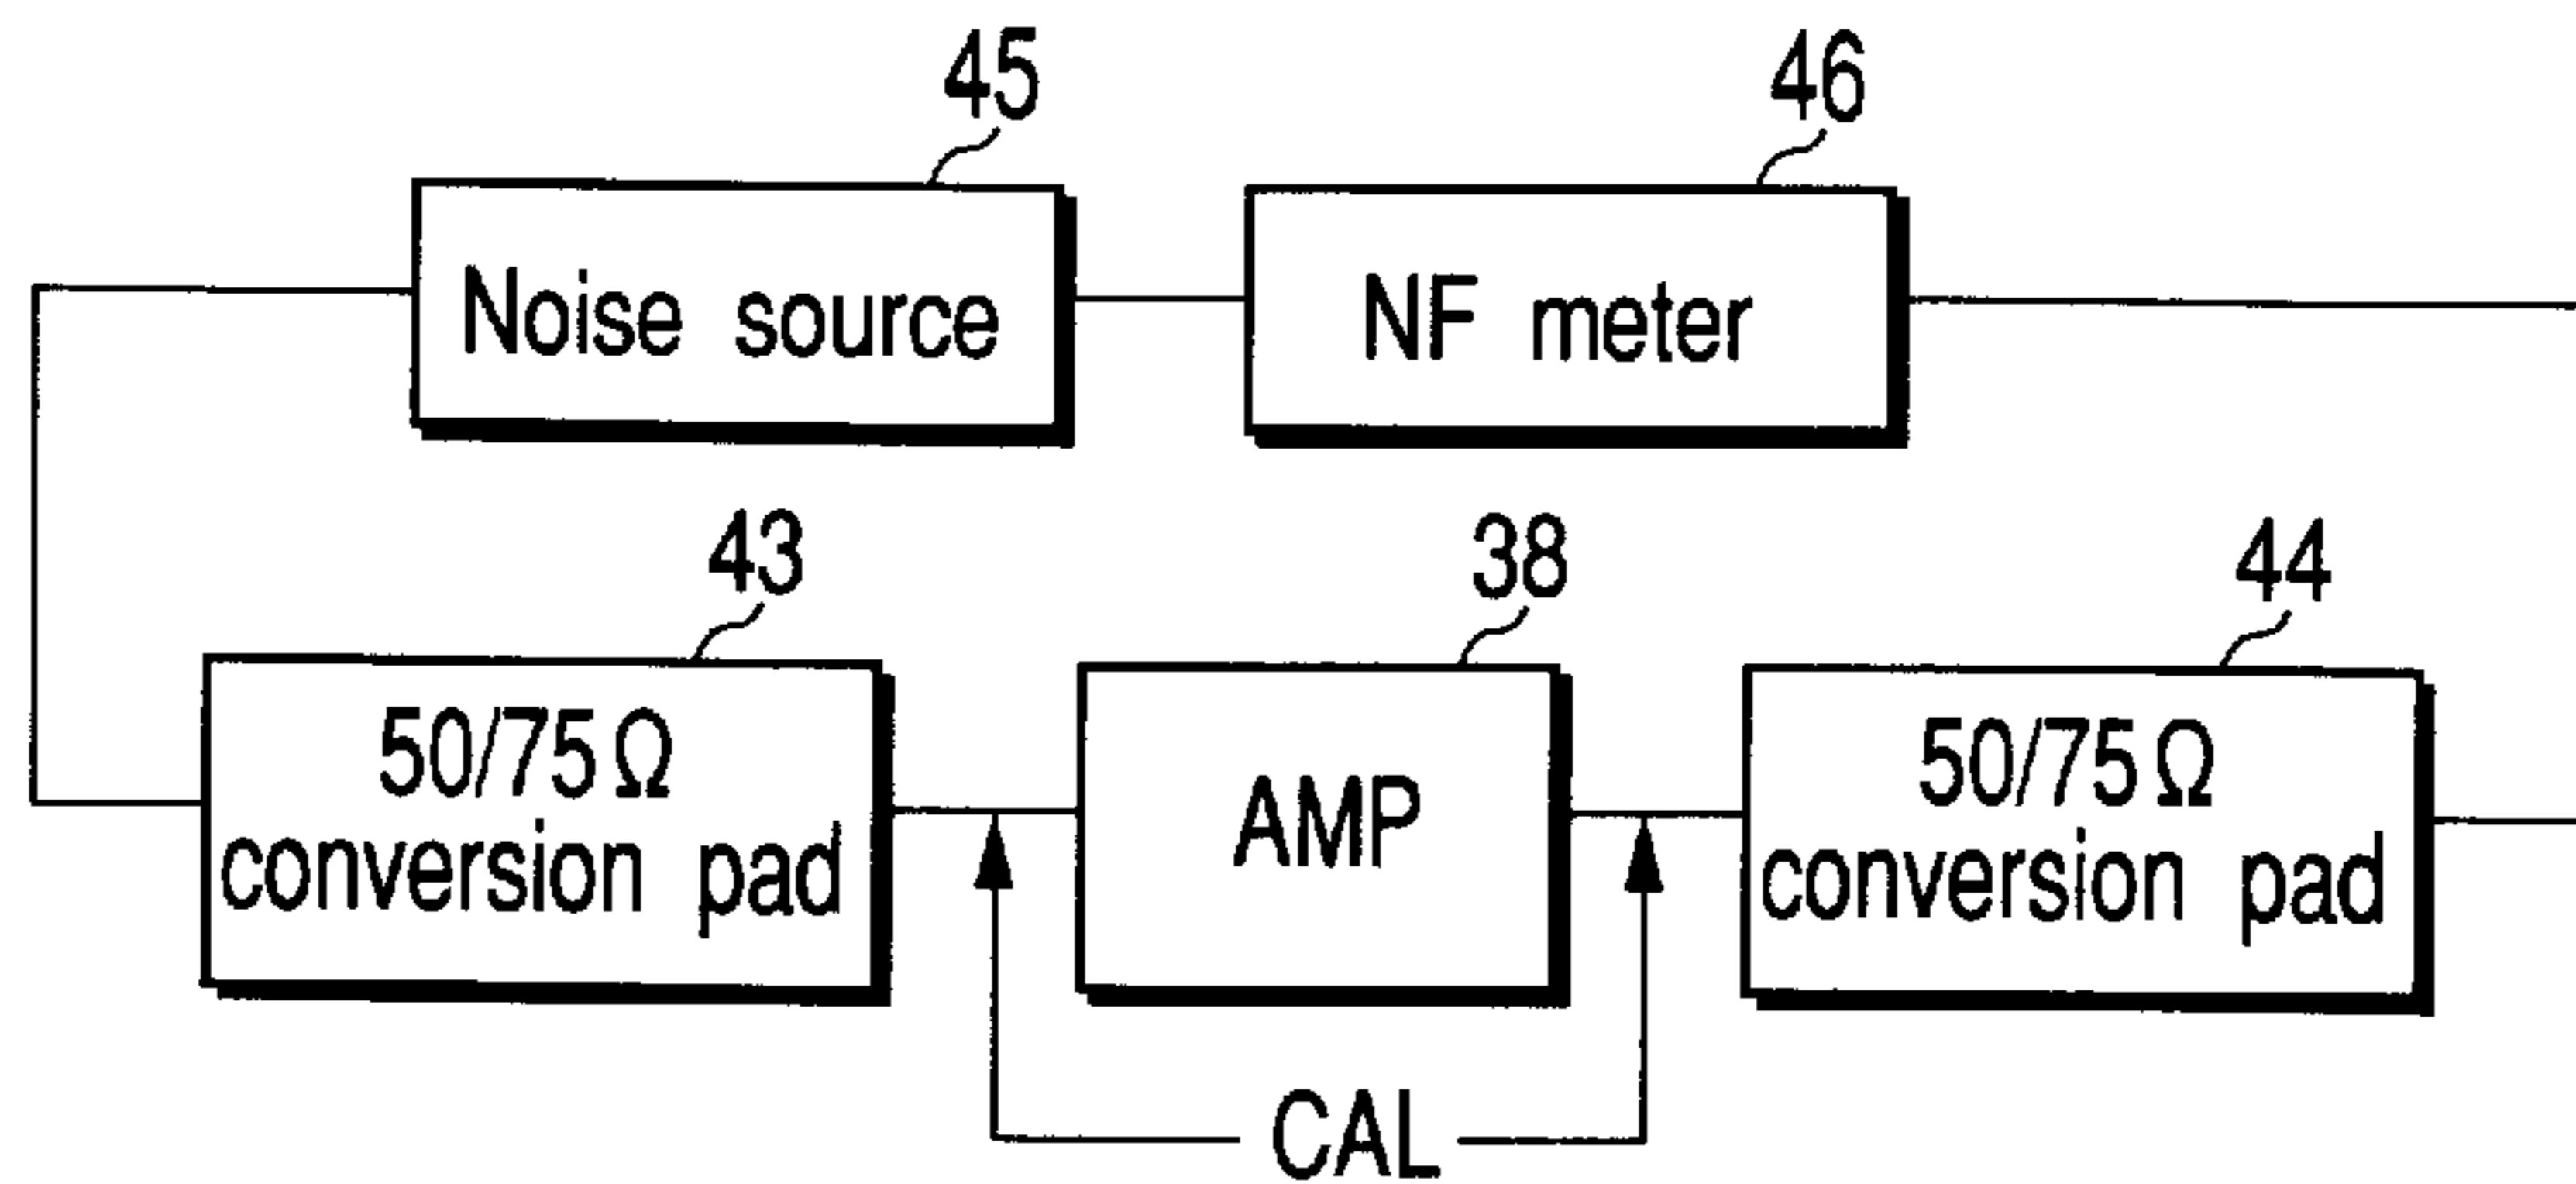 45
46
Noise source
NF meter
43
38
44
50/75Ω
conversion pad
AMP
50/75Ω
conversion pad
CAL